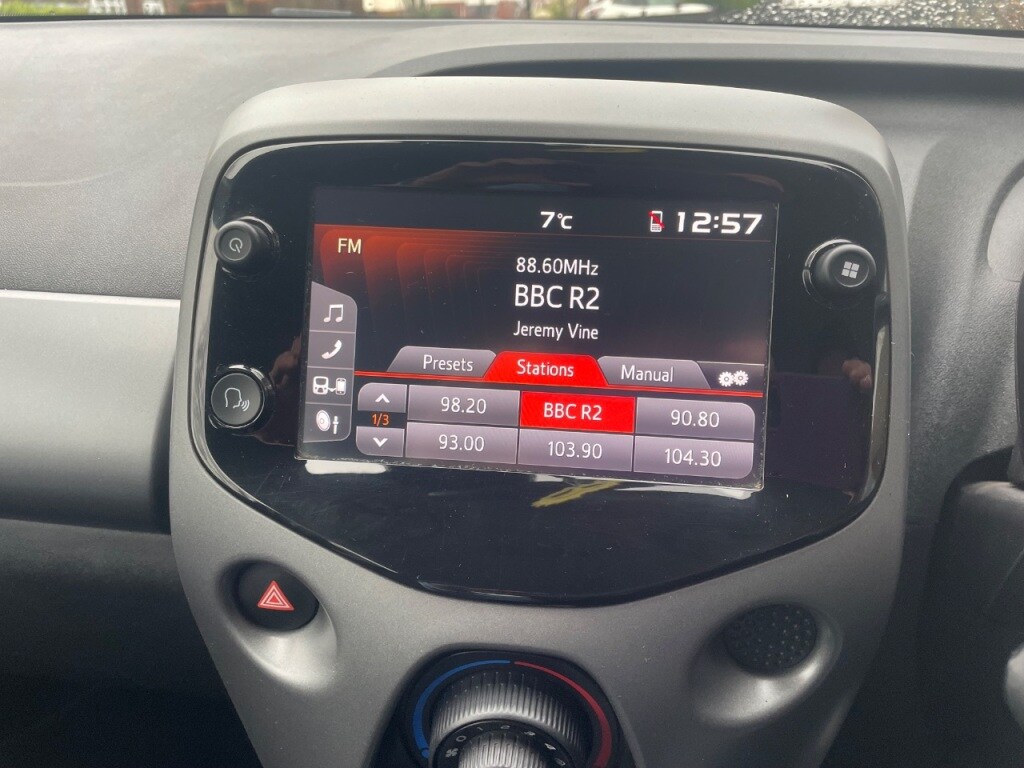 7°C
12:57
FM
88.60MHz
BBC R2
Jeremy Vine
Presets
Stations
Manual
1/3
98.20
BBC R2
90.80
93.00
103.90
104.30